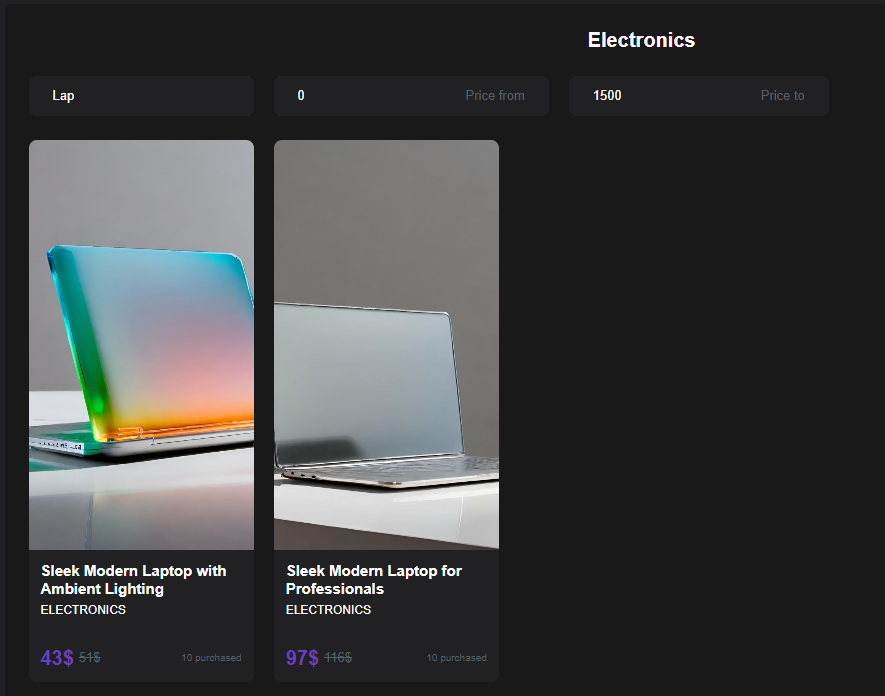 Electronics
Lap
0 Price from
1500 Price to
Sleek Modern Laptop with
Ambient Lighting
ELECTRONICS
43$ 51$ 10 purchased
Sleek Modern Laptop for
Professionals
ELECTRONICS
97$ 116$ 10 purchased